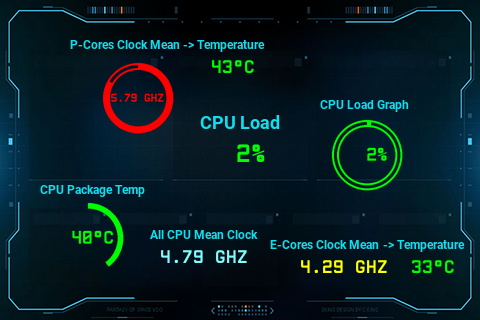 P-Cores Clock Mean -> Temperature
43°C
5.79 GHZ
CPU Load Graph
CPU Load
2%
2%
CPU Package Temp
40°C
All CPU Mean Clock
4.79 GHZ
E-Cores Clock Mean -> Temperature
4.29 GHZ 33°C